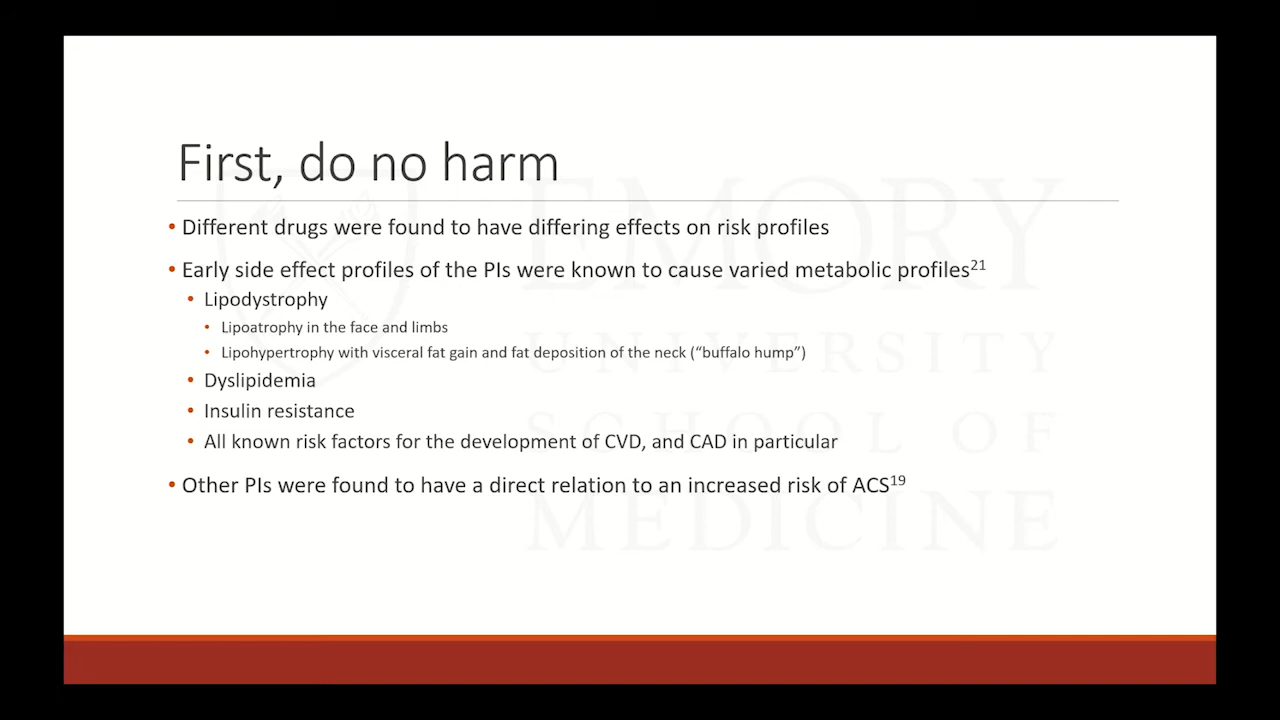 First, do no harm
• Different drugs were found to have differing effects on risk profiles
• Early side effect profiles of the PIs were known to cause varied metabolic profiles21
• Lipodystrophy
• Lipoatrophy in the face and limbs
• Lipohypertrophy with visceral fat gain and fat deposition of the neck (“buffalo hump”)
• Dyslipidemia
• Insulin resistance
• All known risk factors for the development of CVD, and CAD in particular
• Other PIs were found to have a direct relation to an increased risk of ACS19
EMORY
UNIVERSITY
SCHOOL OF
MEDICINE